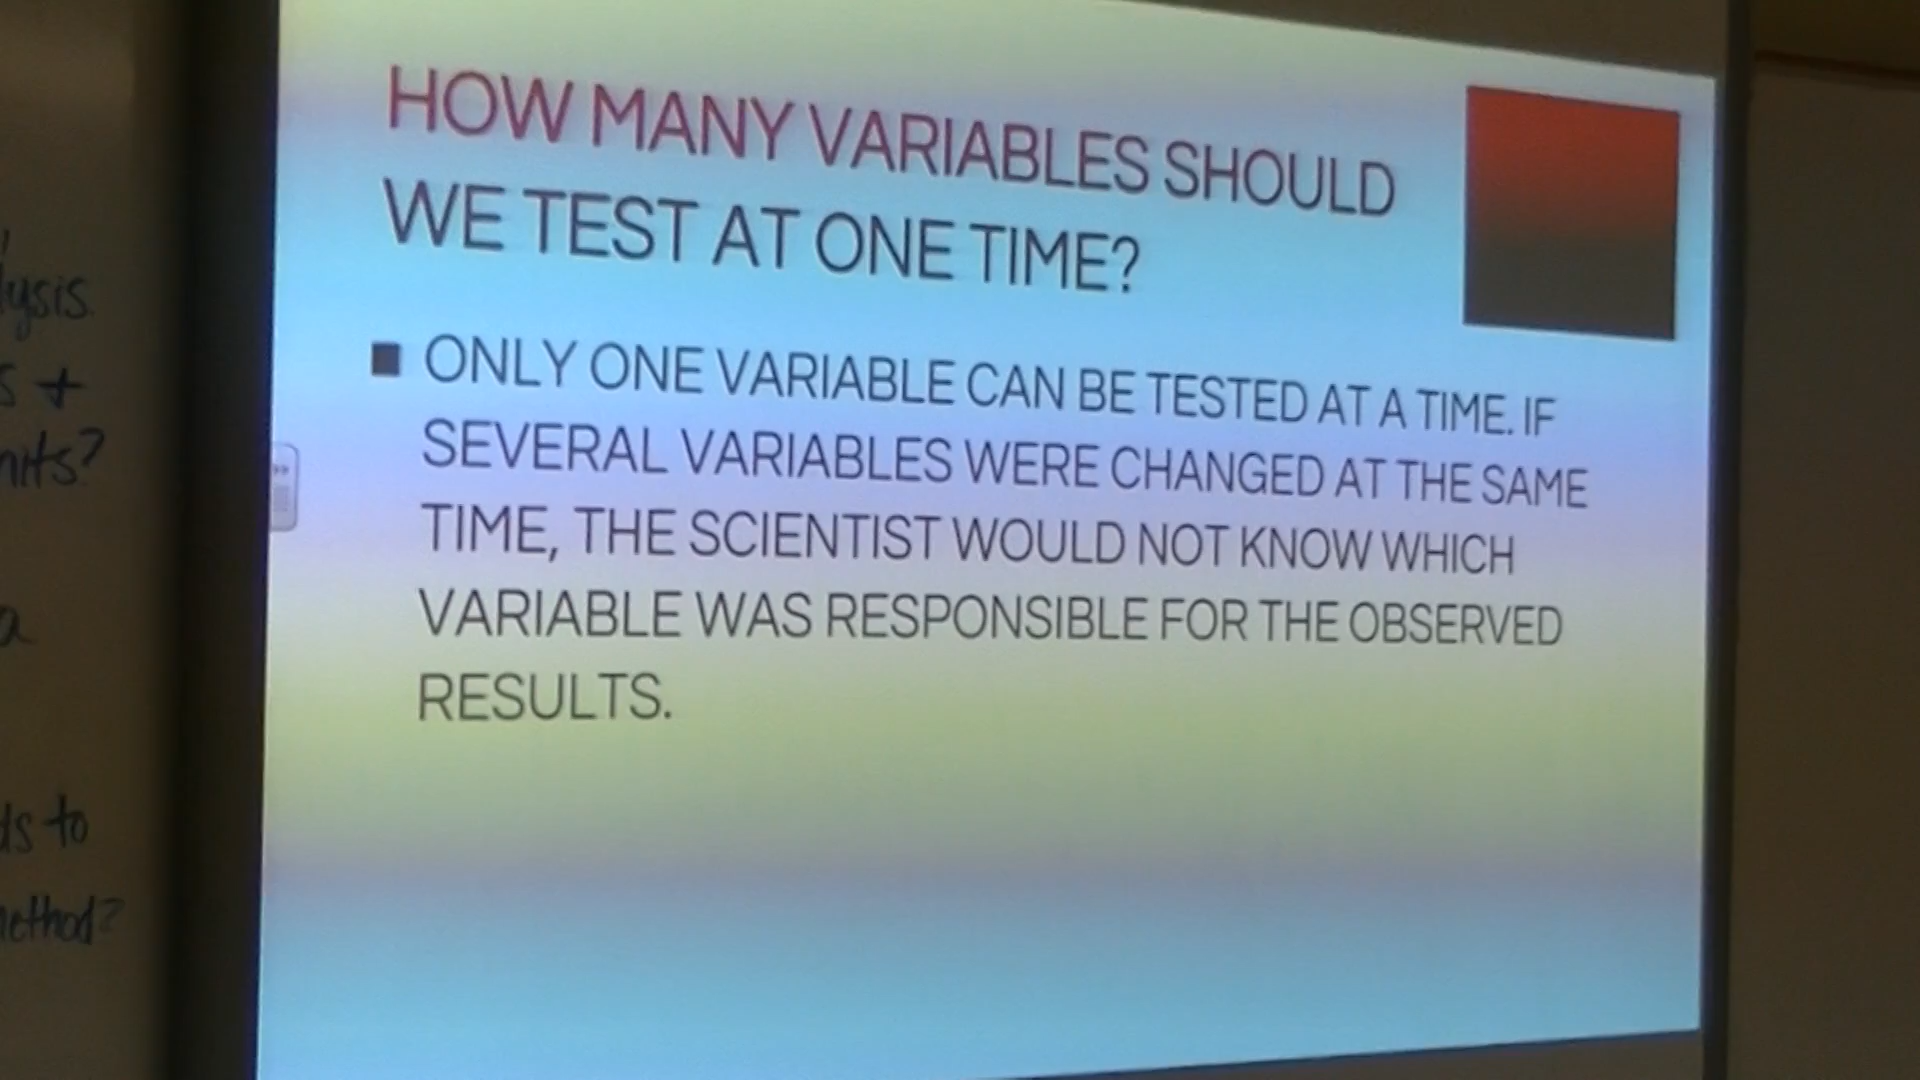 HOW MANY VARIABLES SHOULD
WE TEST AT ONE TIME?
■ ONLY ONE VARIABLE CAN BE TESTED AT A TIME. IF
SEVERAL VARIABLES WERE CHANGED AT THE SAME
TIME, THE SCIENTIST WOULD NOT KNOW WHICH
VARIABLE WAS RESPONSIBLE FOR THE OBSERVED
RESULTS.
+
to